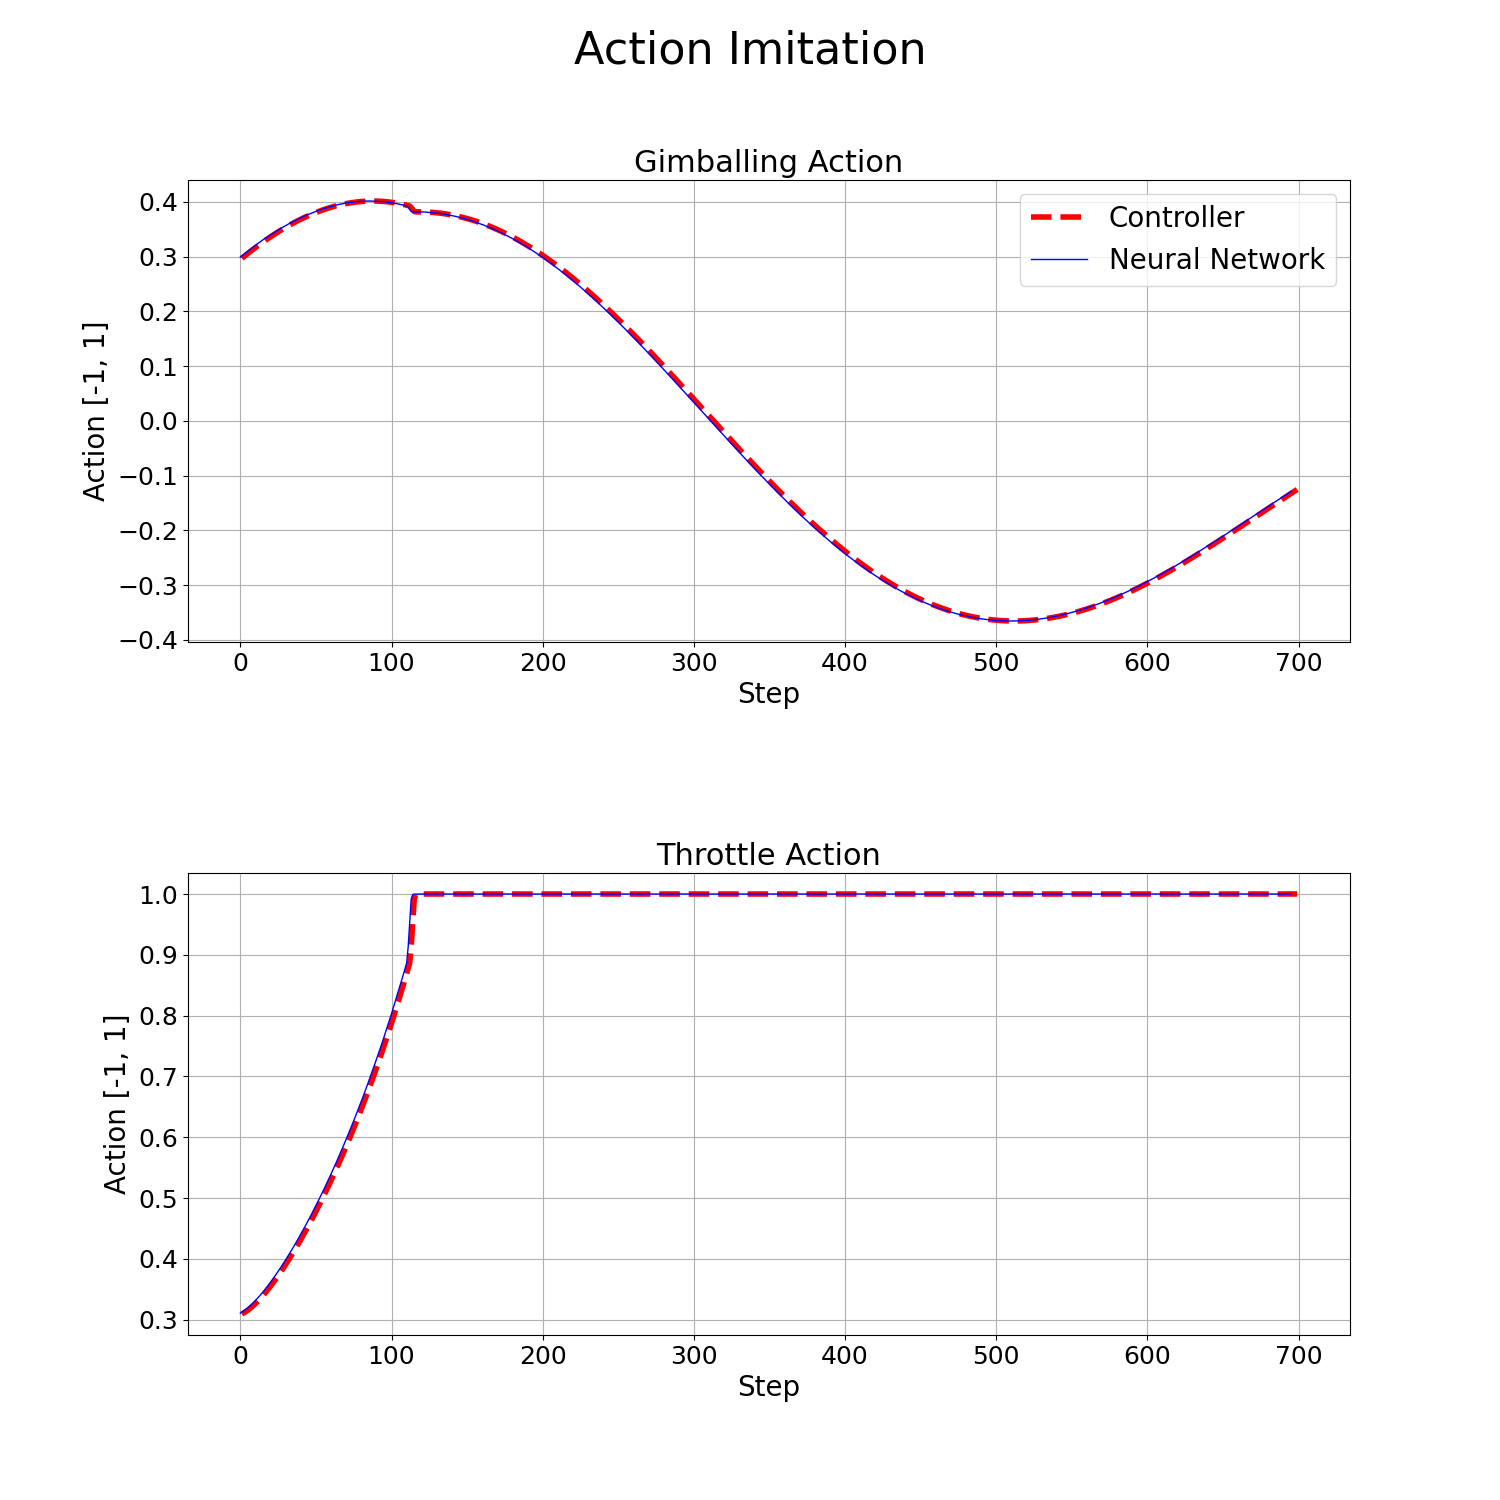 Action Imitation
Gimballing Action
Controller
Neural Network
0.4
0.3
0.2
0.1
0.0
−0.1
−0.2
−0.3
−0.4
Action [-1, 1]
0 100 200 300 400 500 600 700
Step
Throttle Action
1.0
0.9
0.8
0.7
0.6
0.5
0.4
0.3
Action [-1, 1]
0 100 200 300 400 500 600 700
Step